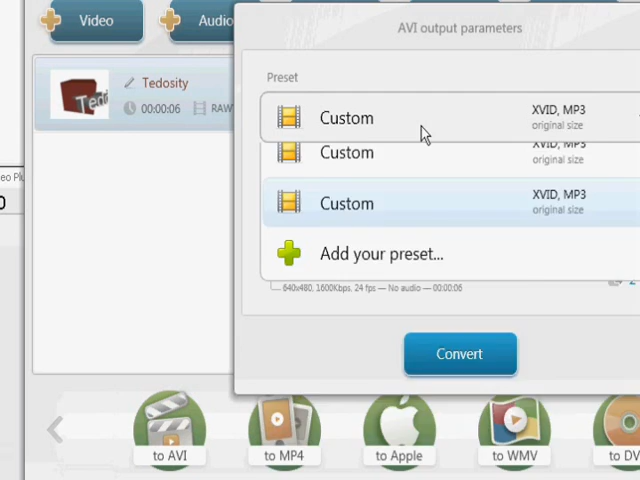 Video
Audio
AVI output parameters
Preset
Tedosity
00:00:06
RAW
Custom
XVID, MP3
original size
Custom
XVID, MP3
original size
Custom
XVID, MP3
original size
Add your preset...
640x480, 1600Kbps, 24 fps — No audio — 00:00:06
Convert
to AVI
to MP4
to Apple
to WMV